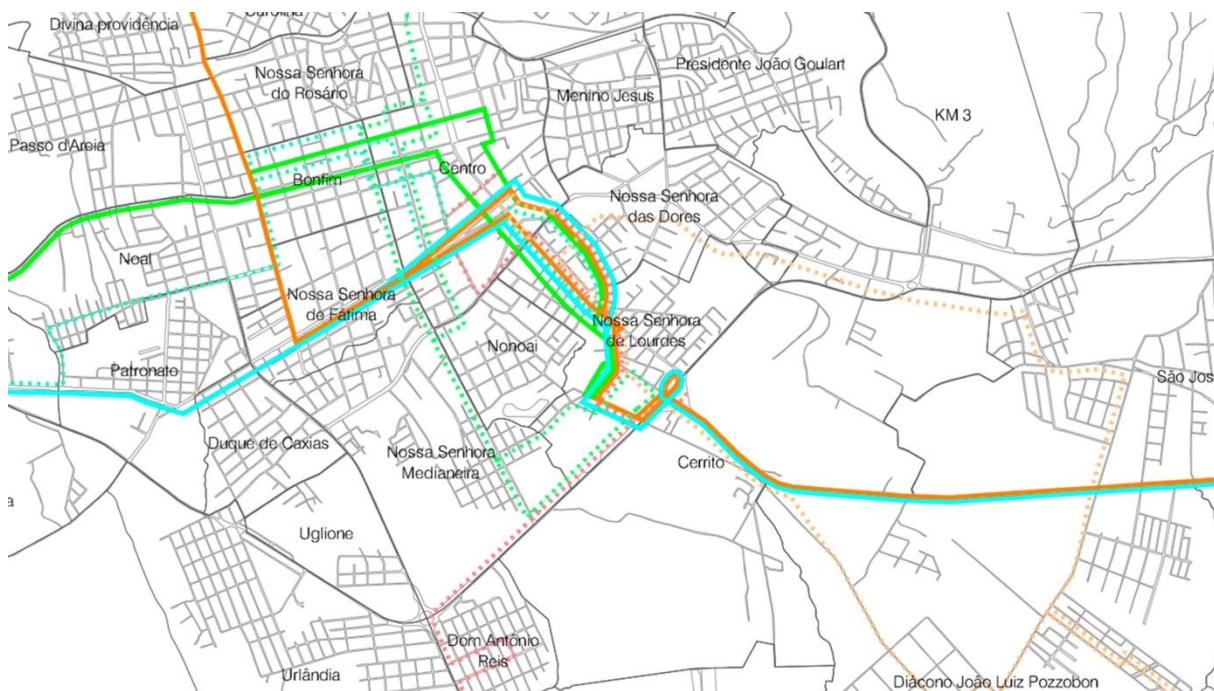 Carolina
Divina providência
Nossa Senhora
do Rosário
Presidente João Goulart
Menino Jesus
KM 3
Passo d'Areia
Centro
Bonfim
Nossa Senhora
das Dores
Noal
Nossa Senhora
de Fátima
Nossa Senhora
de Lourdes
Nonoai
Patronato
São Jos
Duque de Caxias
Nossa Senhora
Medianeira
Cerrito
a
Uglione
Dom Antônio
Reis
Urlândia
Diácono João Luiz Pozzobon